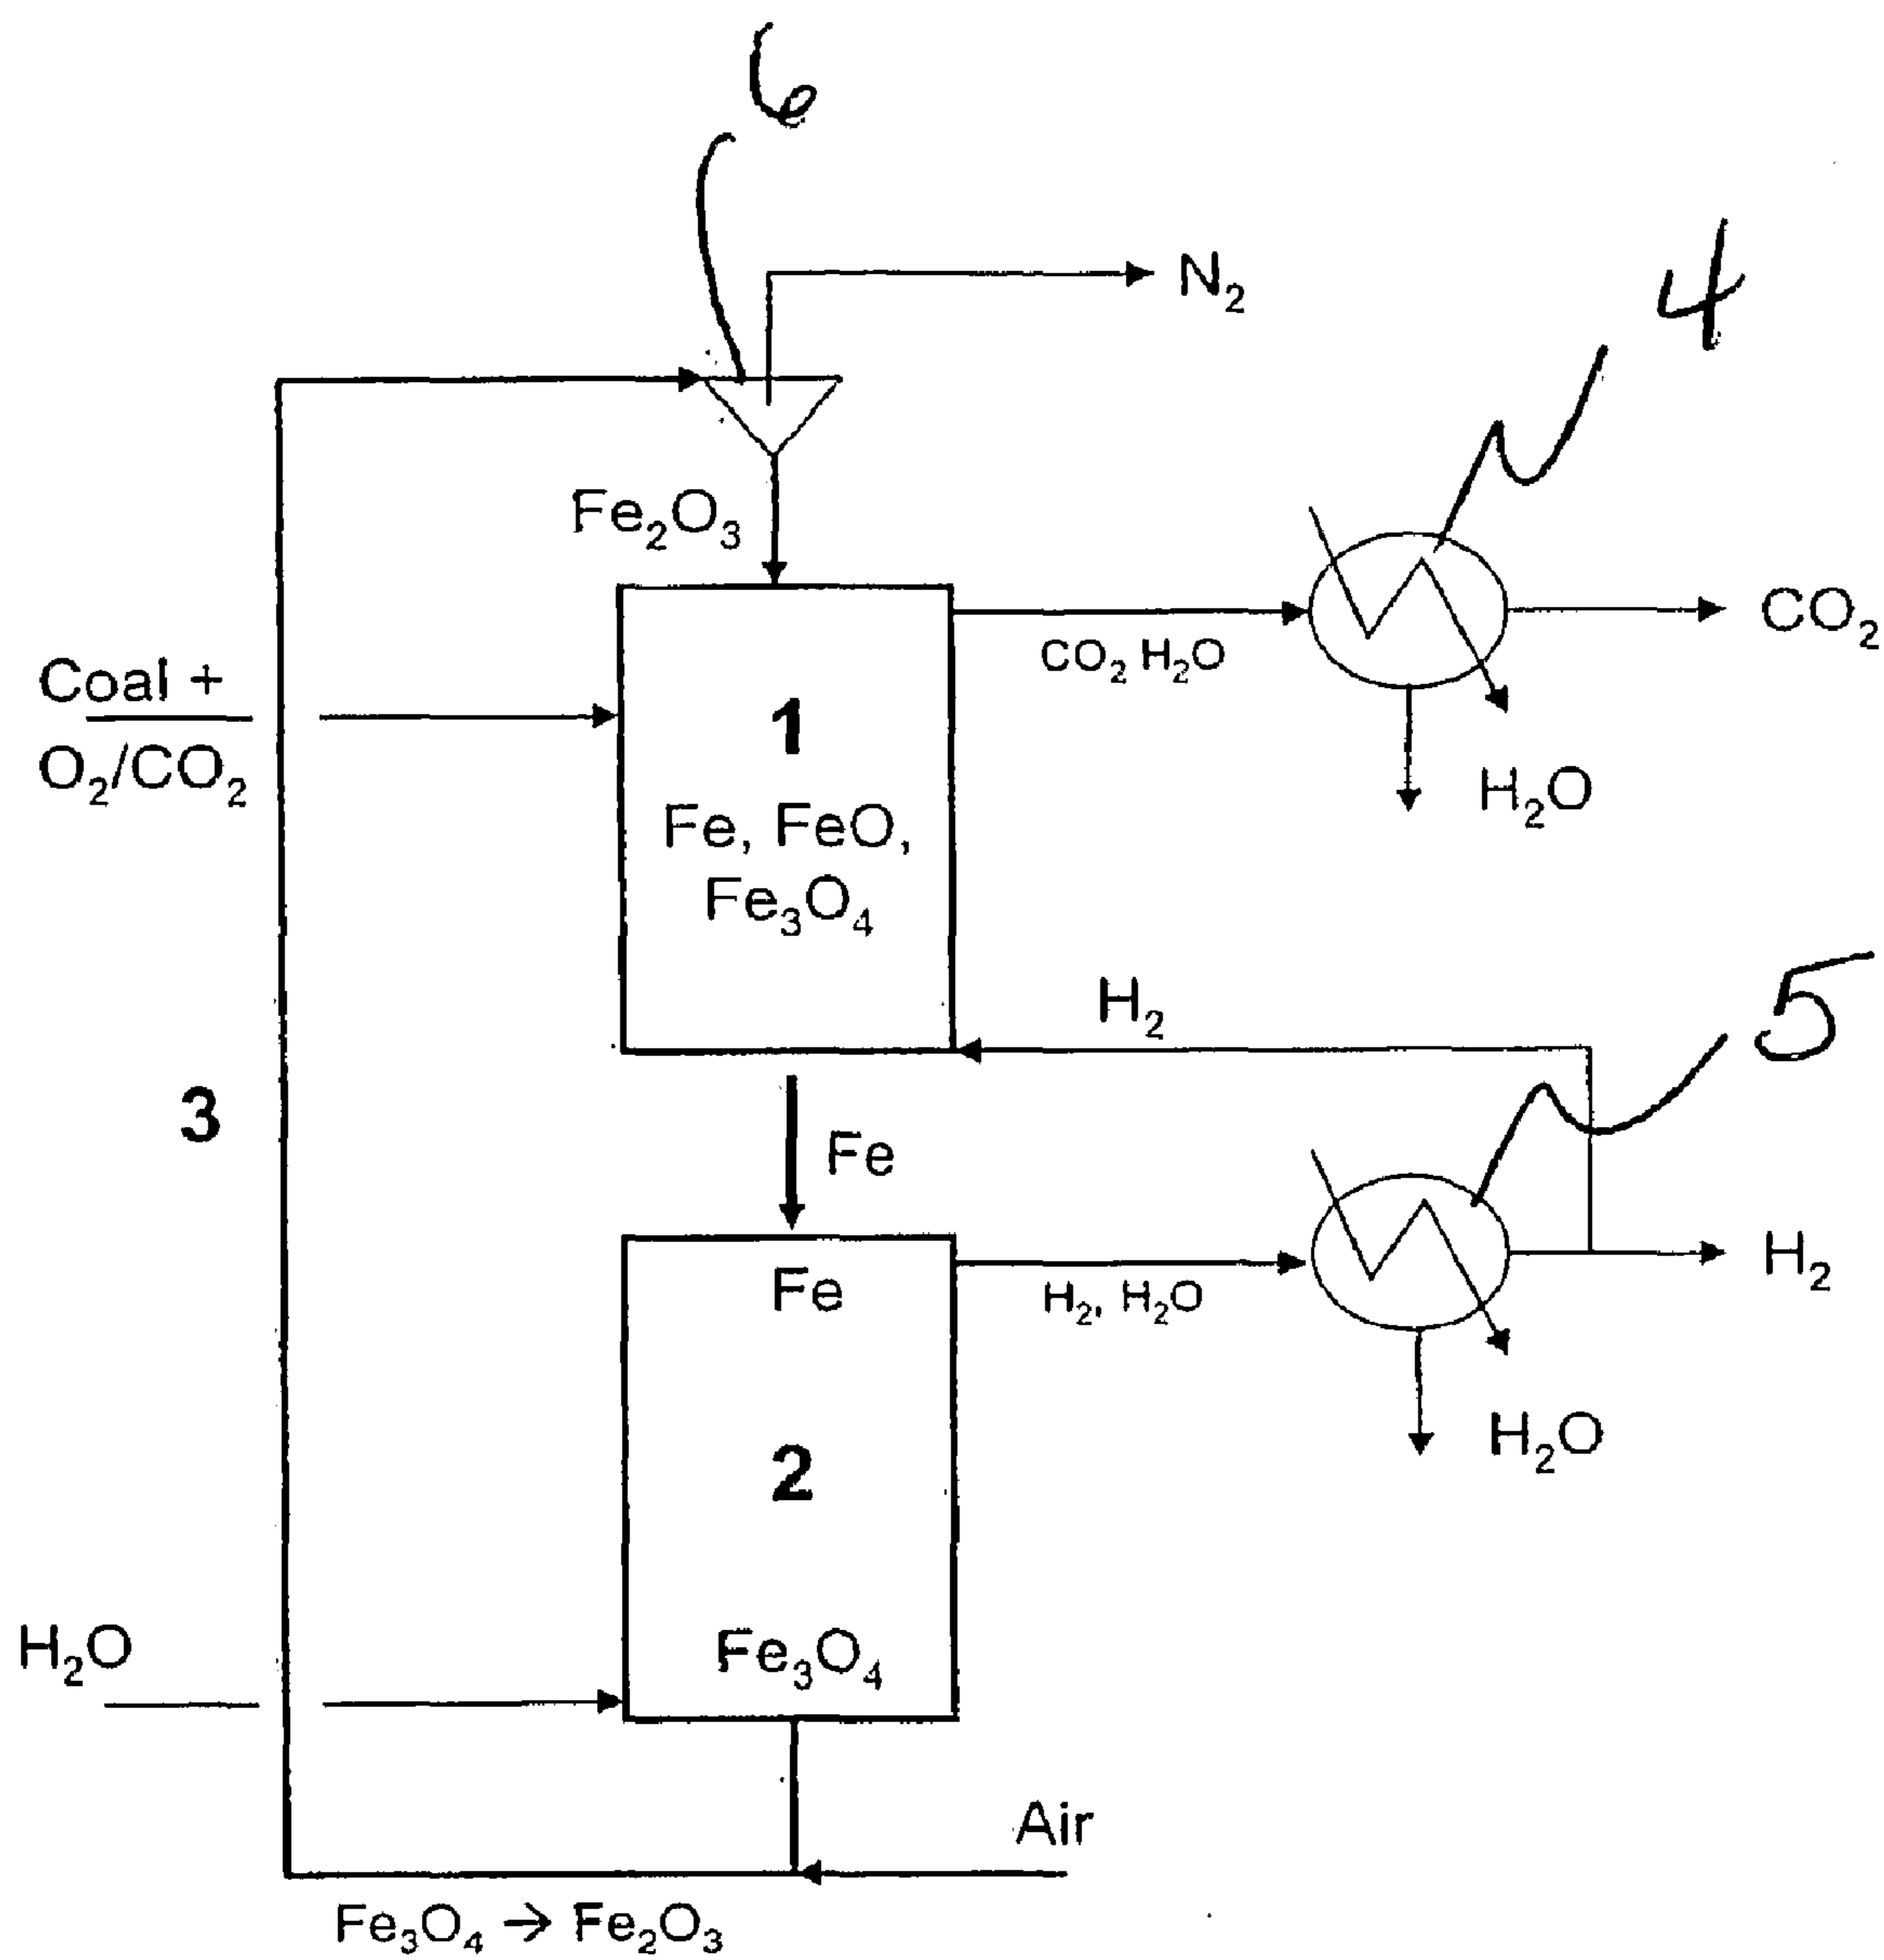 6
N₂
4
Fe₂O₃
CO₂ H₂O
CO₂
Coal +
O₂/CO₂
1
Fe, FeO,
Fe₃O₄
H₂O
H₂
5
3
Fe
Fe
H₂, H₂O
H₂
2
H₂O
Fe₃O₄
H₂O
Air
Fe₃O₄ → Fe₂O₃